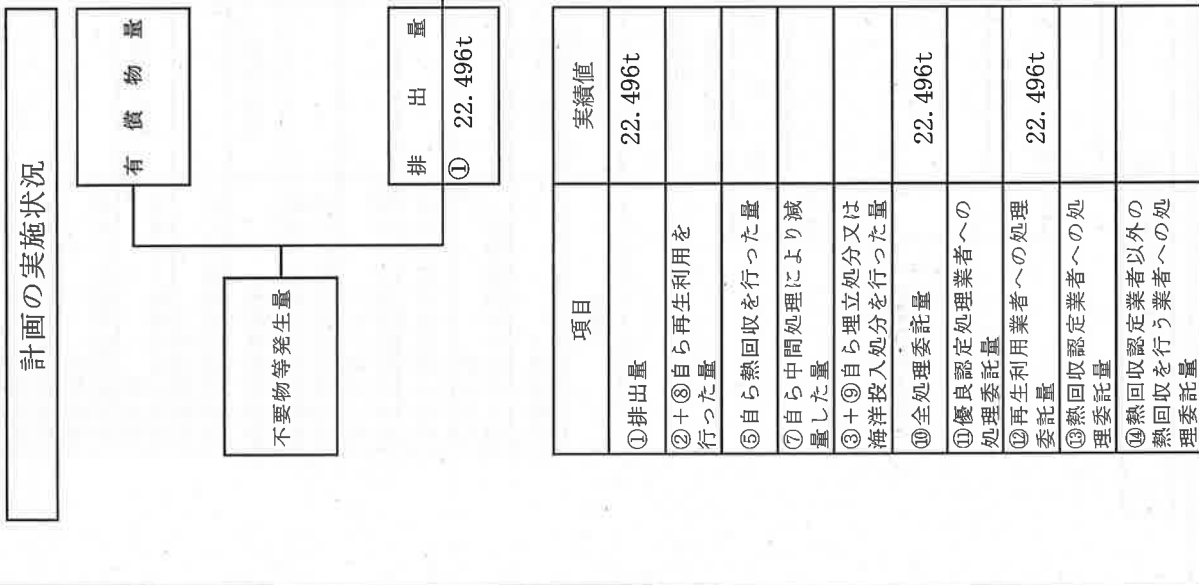 計画の実施状況
有償物量
不要物等発生量
排出量
① 22.496t
項目 実績値
①排出量 22.496t
②+⑧自ら再生利用を
行った量
⑤自ら熱回収を行った量
⑦自ら中間処理により減
量した量
③+⑨自ら埋立処分又は
海洋投入処分を行った量
⑩全処理委託量 22.496t
⑪優良認定処理業者への
処理委託量
⑫再生利用業者への処理
委託量 22.496t
⑬熱回収認定業者への処
理委託量
⑭熱回収認定業者以外の
熱回収を行う業者への処
理委託量